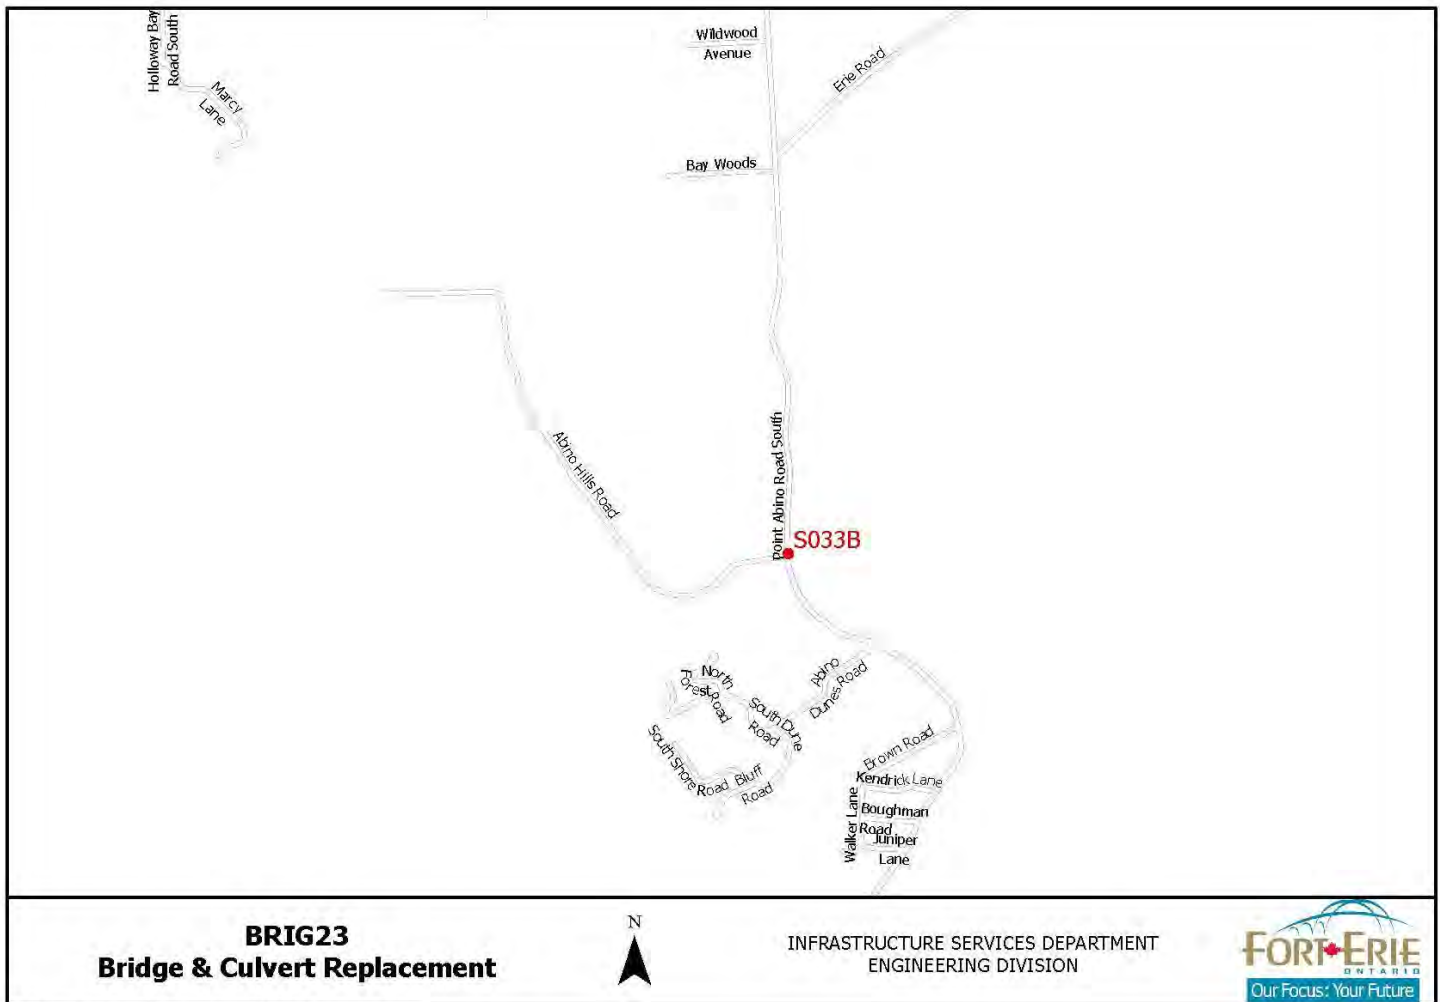 Holloway Bay
Road South
Marcy
Lane
Wildwood
Avenue
Erie Road
Bay Woods
Abino Hills Road
Point Abino Road South
S033B
North
Forest Road
South Dune
Road
Abino
Dunes Road
South Shore
Road
Bluff
Road
Brown Road
Kendrick Lane
Walker Lane
Boughman
Road
Juniper
Lane
BRIG23
Bridge & Culvert Replacement
N
INFRASTRUCTURE SERVICES DEPARTMENT
ENGINEERING DIVISION
FORT ERIE
ONTARIO
Our Focus: Your Future